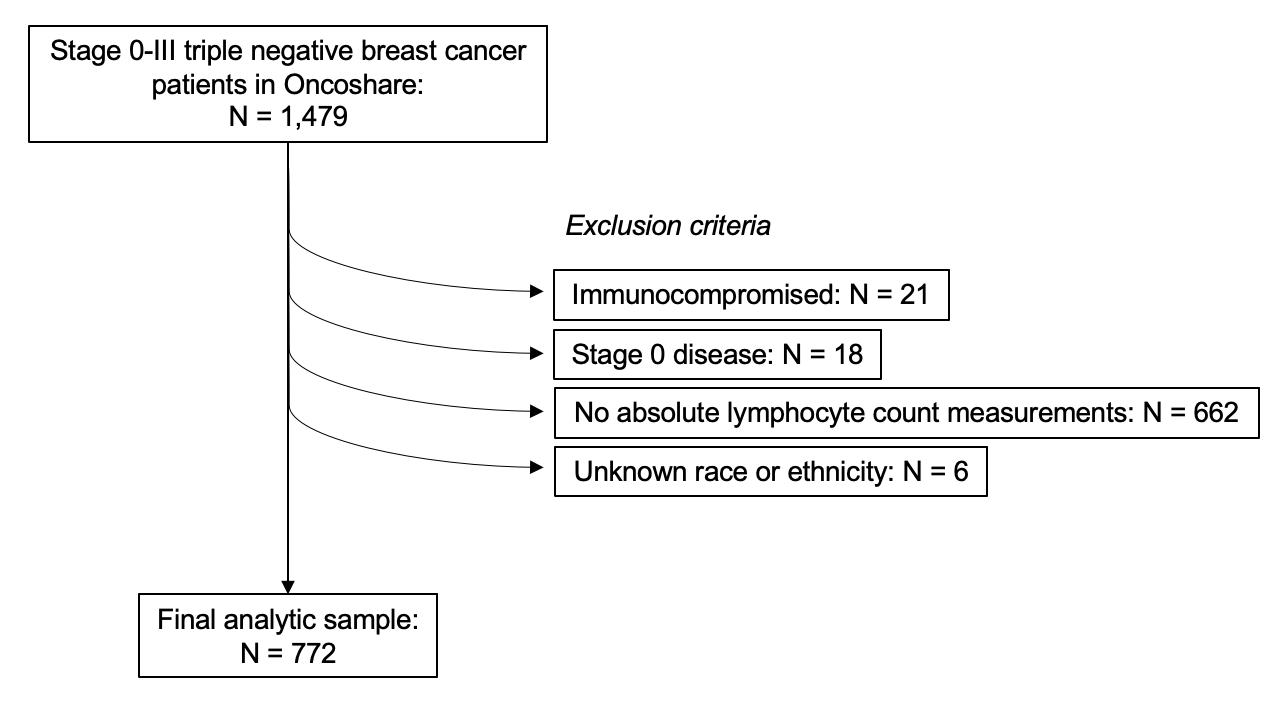 Stage 0-III triple negative breast cancer
patients in Oncoshare:
N = 1,479
Exclusion criteria
Immunocompromised: N = 21
Stage 0 disease: N = 18
No absolute lymphocyte count measurements: N = 662
Unknown race or ethnicity: N = 6
Final analytic sample:
N = 772